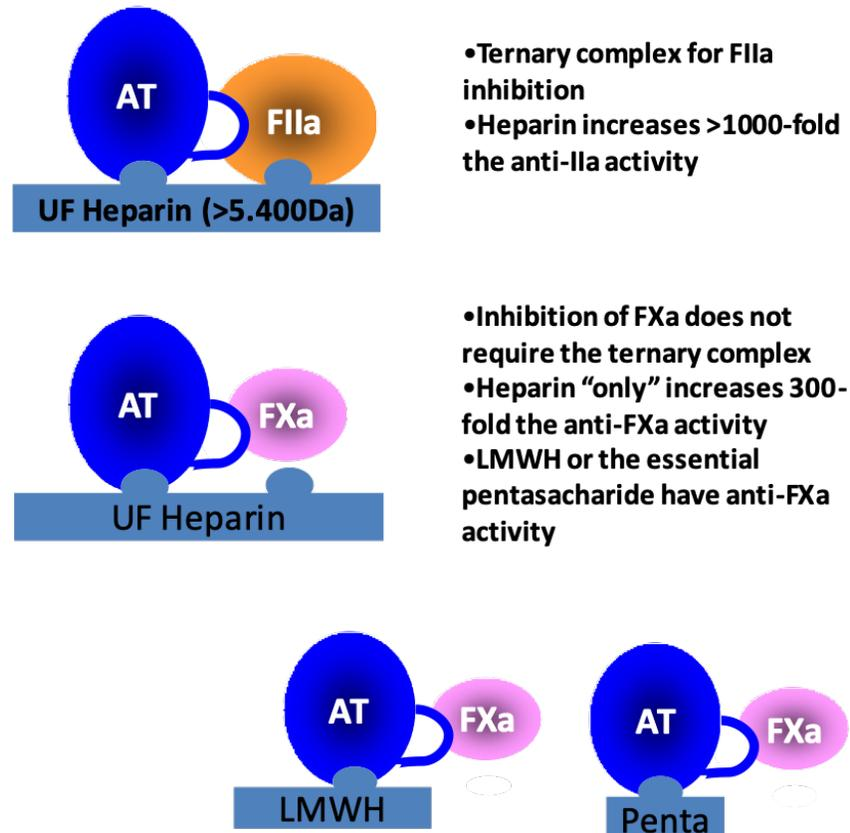 AT
FIIa
UF Heparin (>5.400Da)
•Ternary complex for FIIa
inhibition
•Heparin increases >1000-fold
the anti-IIa activity
AT
FXa
UF Heparin
•Inhibition of FXa does not
require the ternary complex
•Heparin “only” increases 300-
fold the anti-FXa activity
•LMWH or the essential
pentasacharide have anti-FXa
activity
AT
FXa
LMWH
AT
FXa
Penta